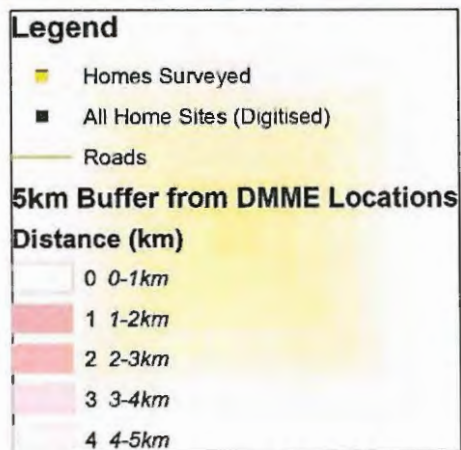 Legend
Homes Surveyed
All Home Sites (Digitised)
Roads
5km Buffer from DMME Locations
Distance (km)
0 0-1km
1 1-2km
2 2-3km
3 3-4km
4 4-5km